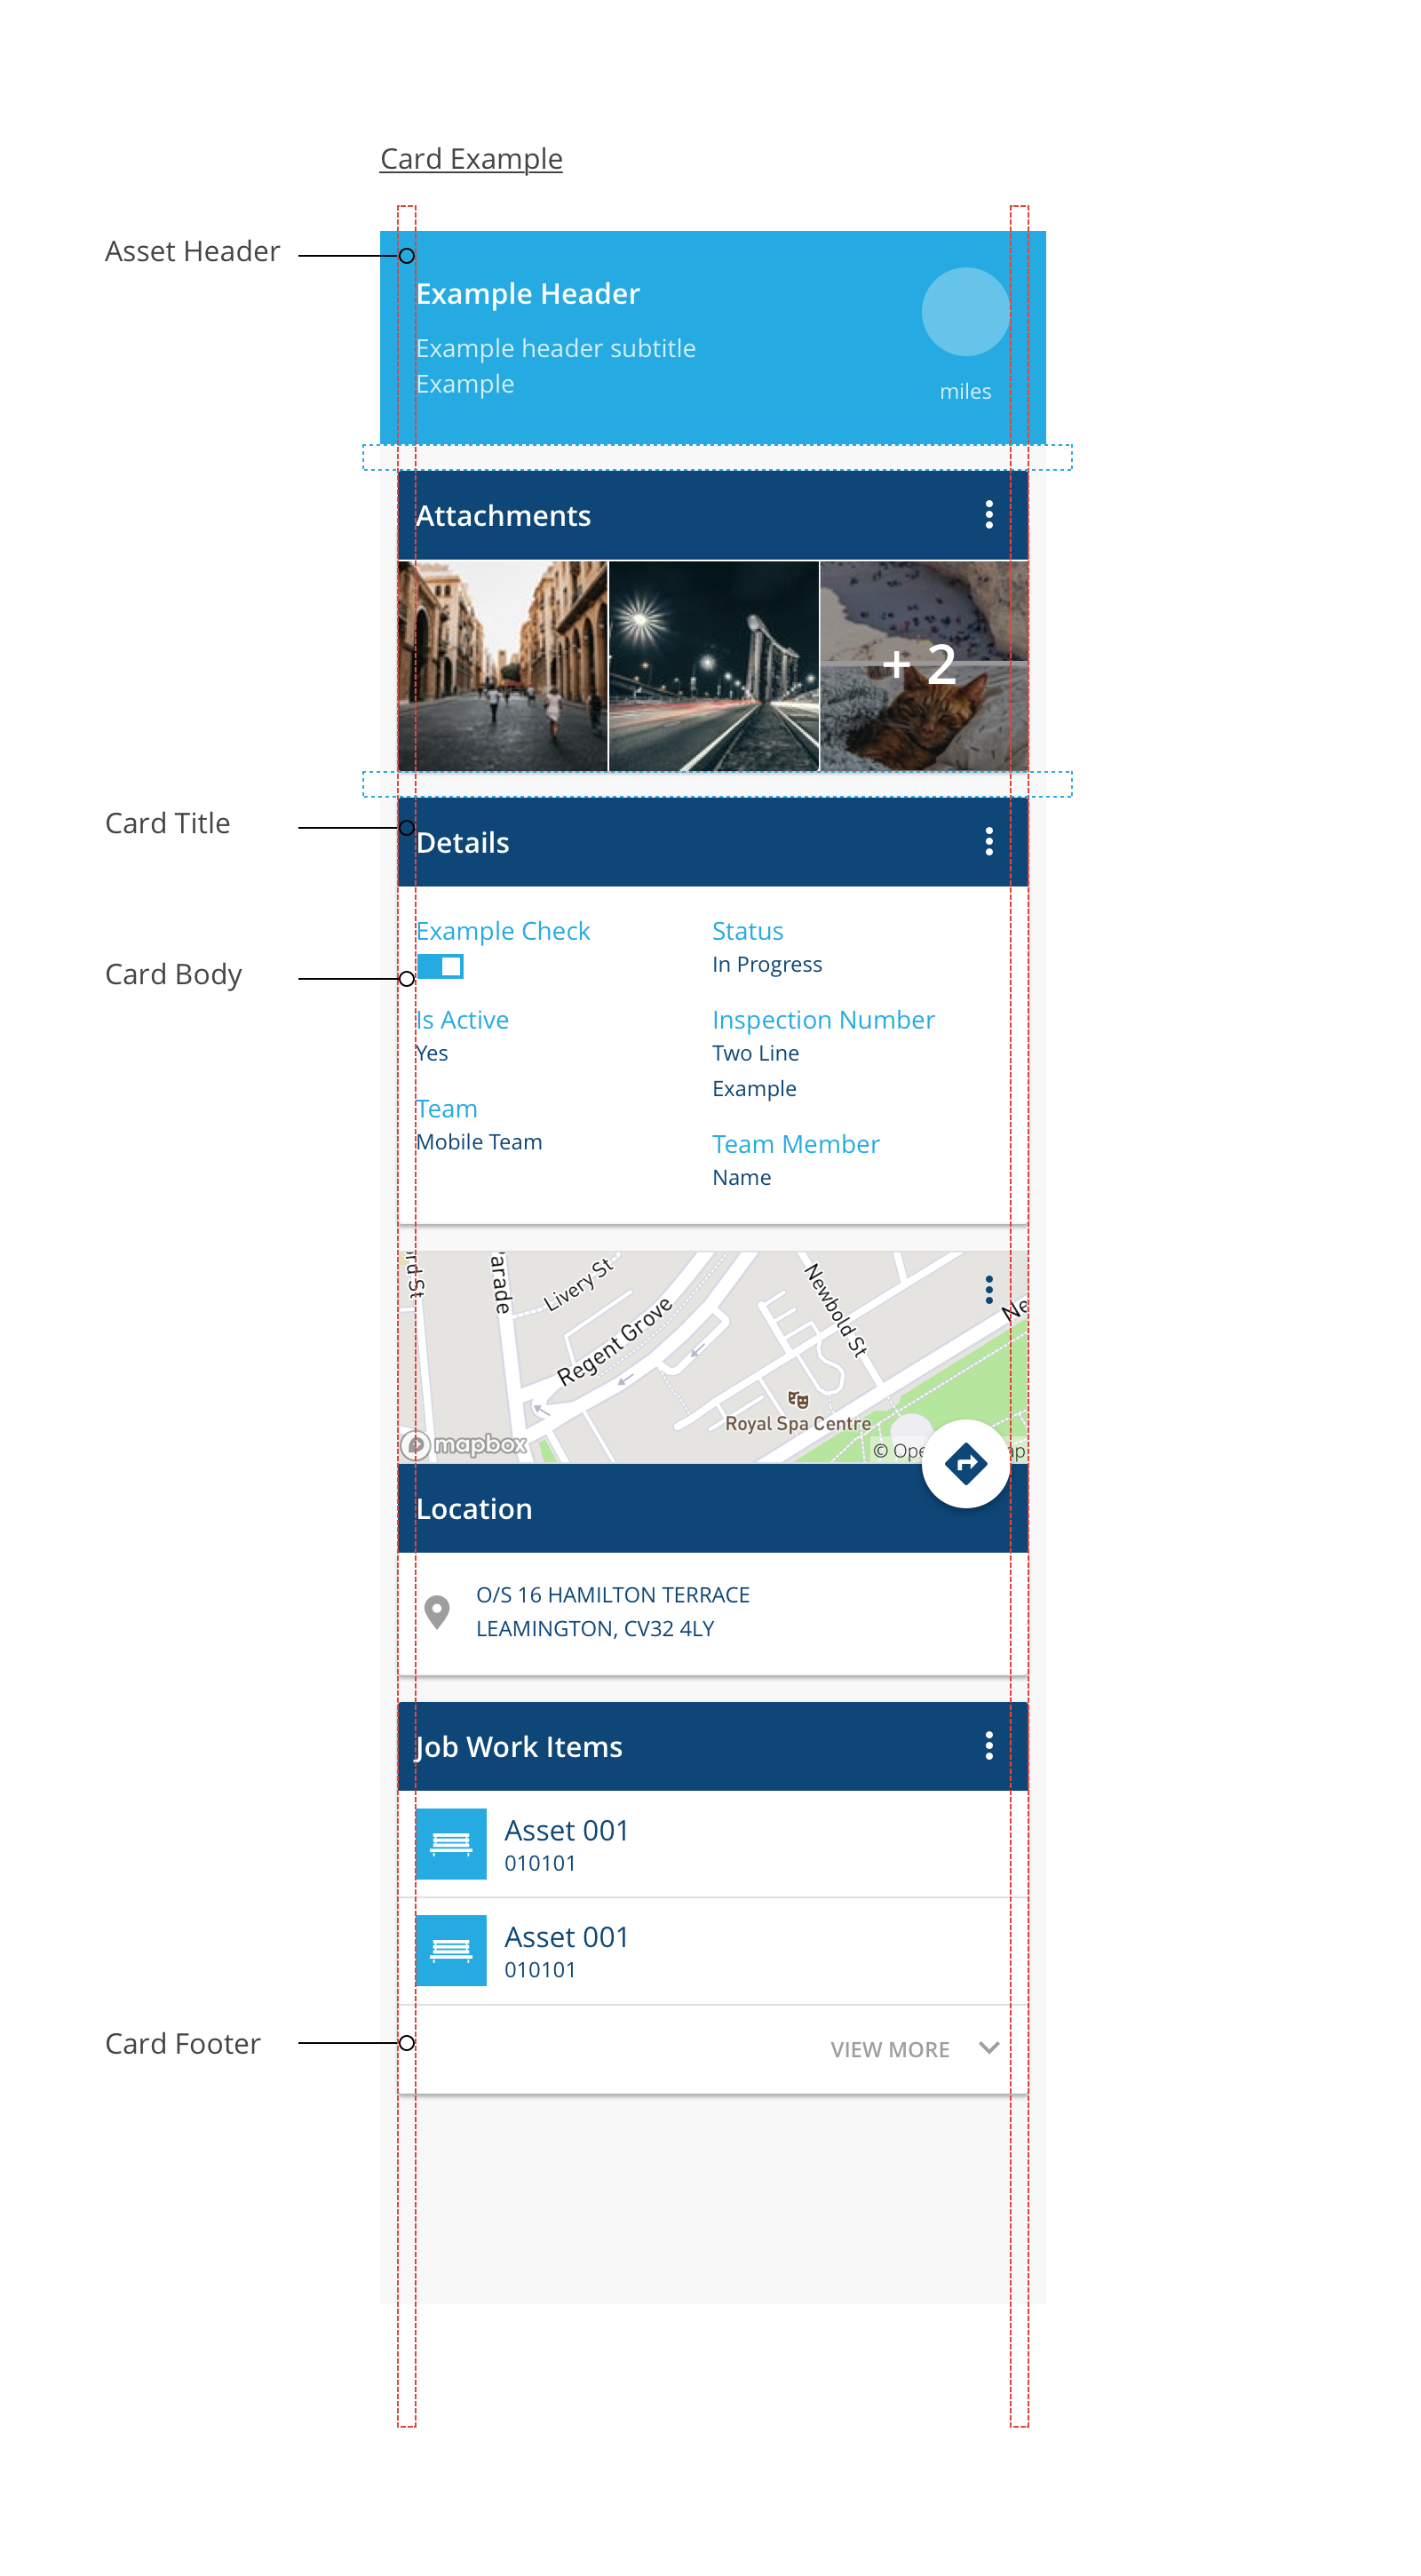 Card Example
Asset Header
Example Header
Example header subtitle
Example
miles
Attachments
+ 2
Card Title
Details
Example Check
Status
In Progress
Card Body
Is Active
Yes
Inspection Number
Two Line
Example
Team
Mobile Team
Team Member
Name
rd St
arade
Livery St
Regent Grove
Newbold St
Ne
Royal Spa Centre
mapbox
© Ope
ap
Location
O/S 16 HAMILTON TERRACE
LEAMINGTON, CV32 4LY
Job Work Items
Asset 001
010101
Asset 001
010101
Card Footer
VIEW MORE